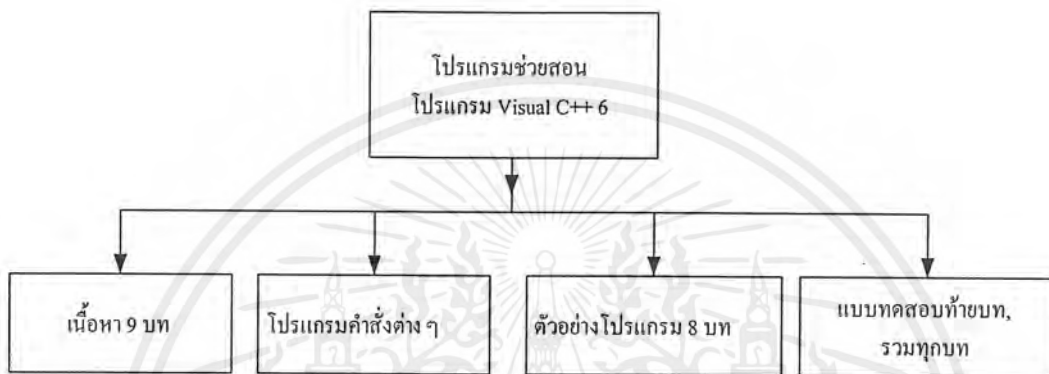 โปรแกรมช่วยสอน
โปรแกรม Visual C++ 6
เนื้อหา 9 บท
โปรแกรมคำสั่งต่าง ๆ
ตัวอย่างโปรแกรม 8 บท
แบบทดสอบท้ายบท,
รวมทุกบท